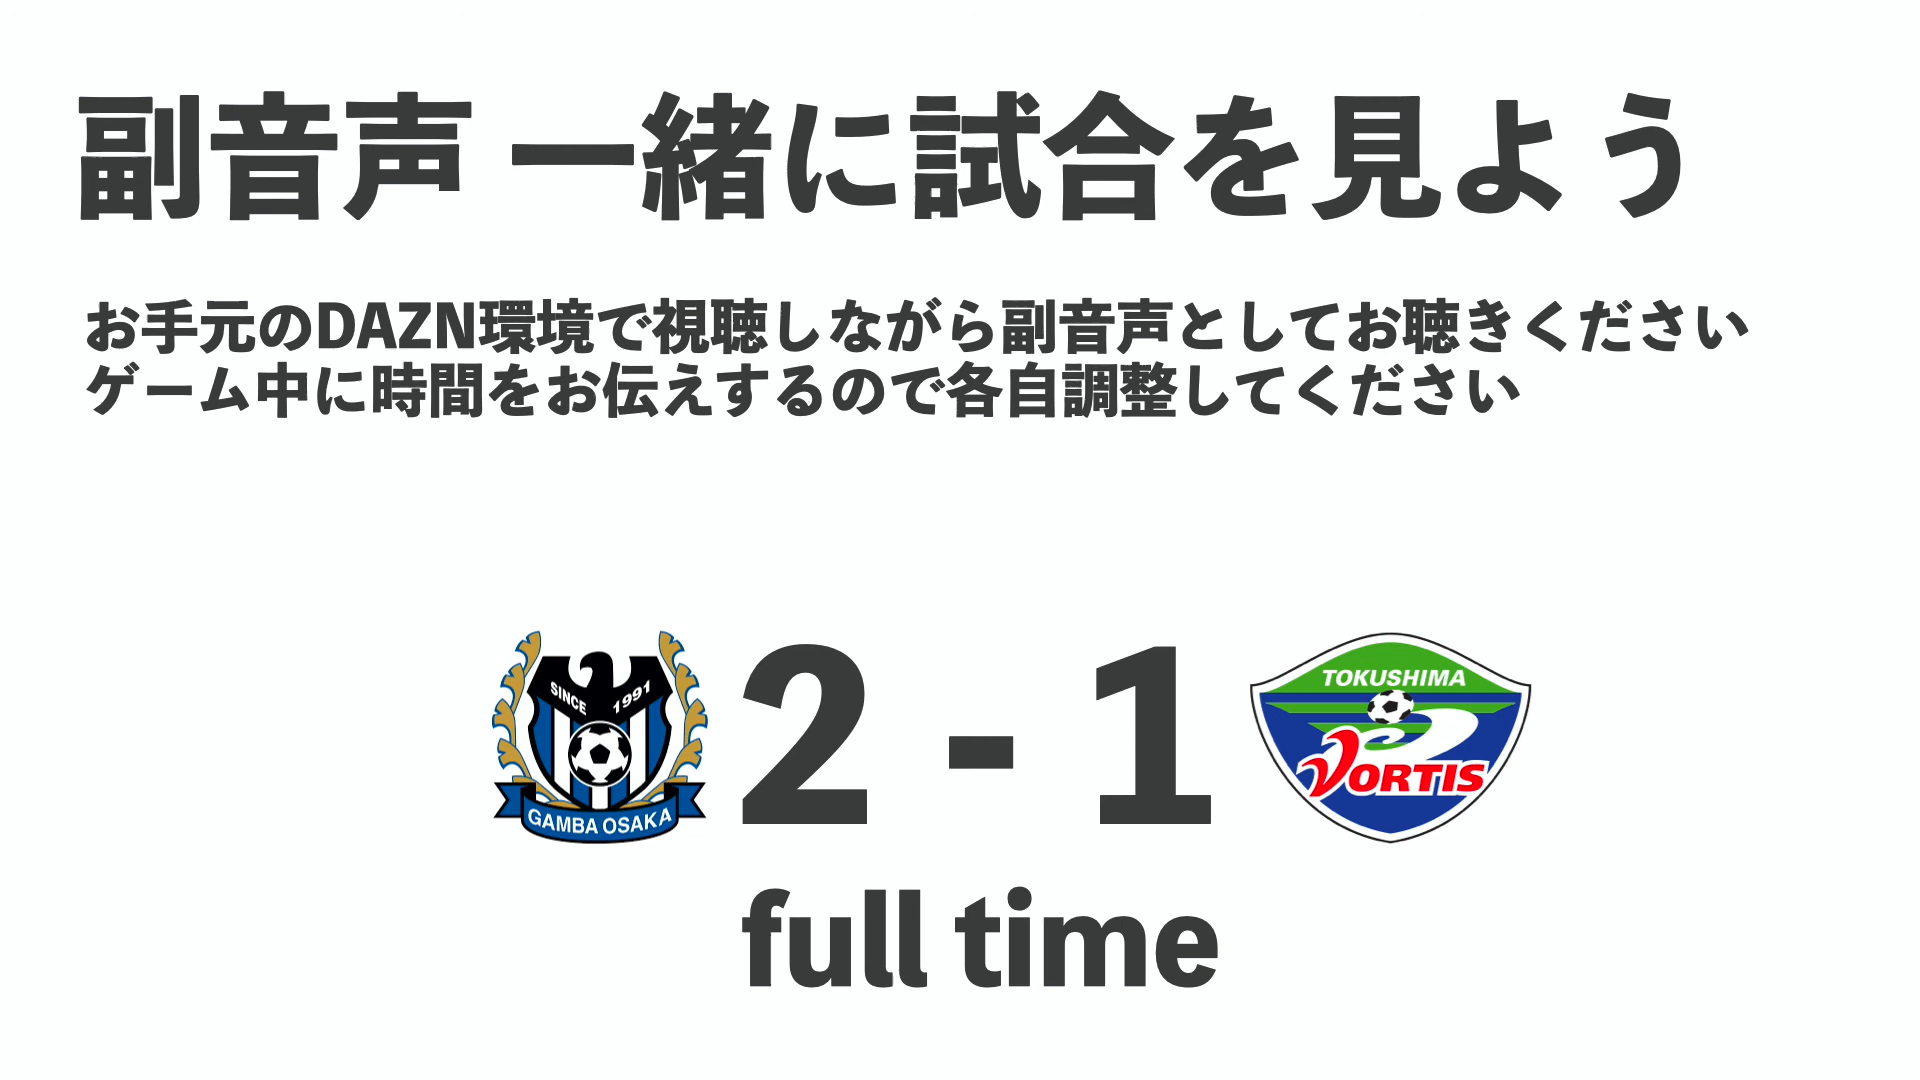 副音声 一緒に試合を見よう
お手元のDAZN環境で視聴しながら副音声としてお聴きください
ゲーム中に時間をお伝えするので各自調整してください
SINCE 1991
GAMBA OSAKA
2 - 1
TOKUSHIMA
VORTIS
full time